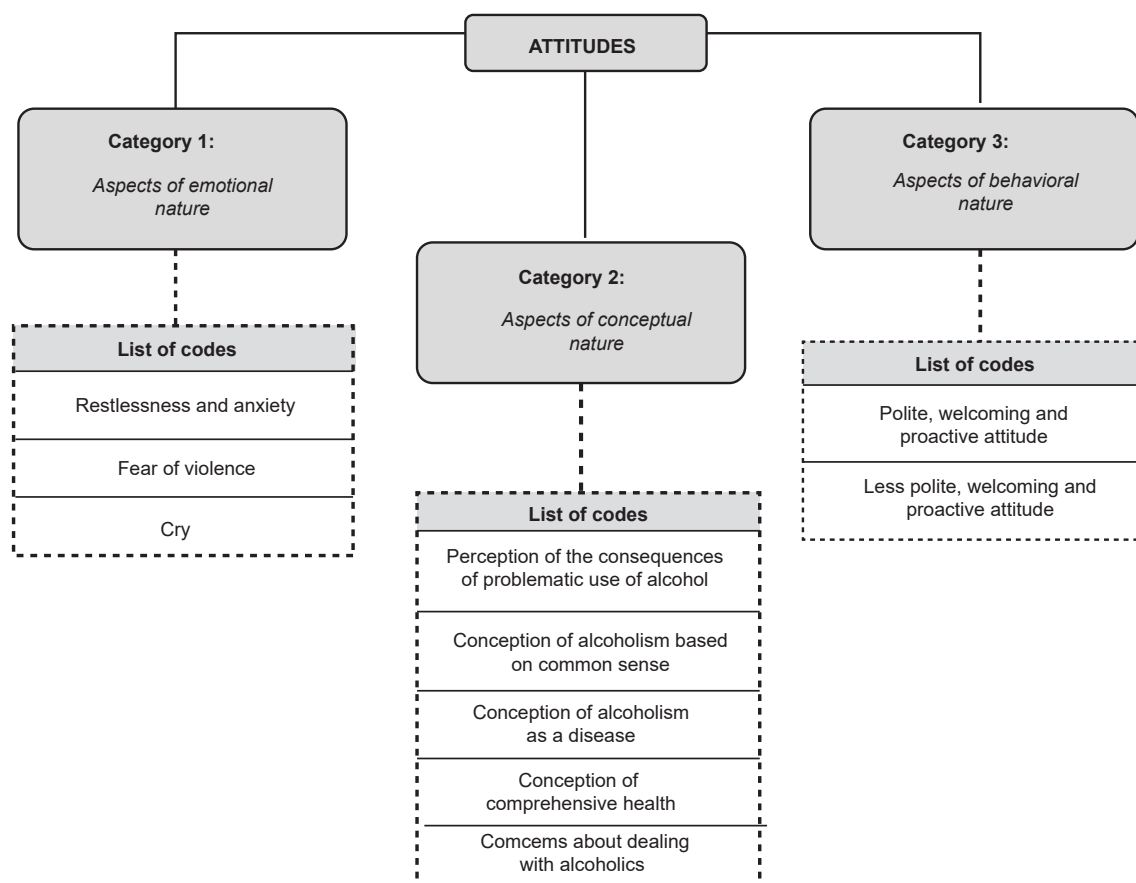 ATTITUDES
Category 1:
Aspects of emotional
nature
List of codes
Restlessness and anxiety
Fear of violence
Cry
Category 2:
Aspects of conceptual
nature
List of codes
Perception of the consequences
of problematic use of alcohol
Conception of alcoholism based
on common sense
Conception of alcoholism
as a disease
Conception of
comprehensive health
Comcems about dealing
with alcoholics
Category 3:
Aspects of behavioral
nature
List of codes
Polite, welcoming and
proactive attitude
Less polite, welcoming and
proactive attitude